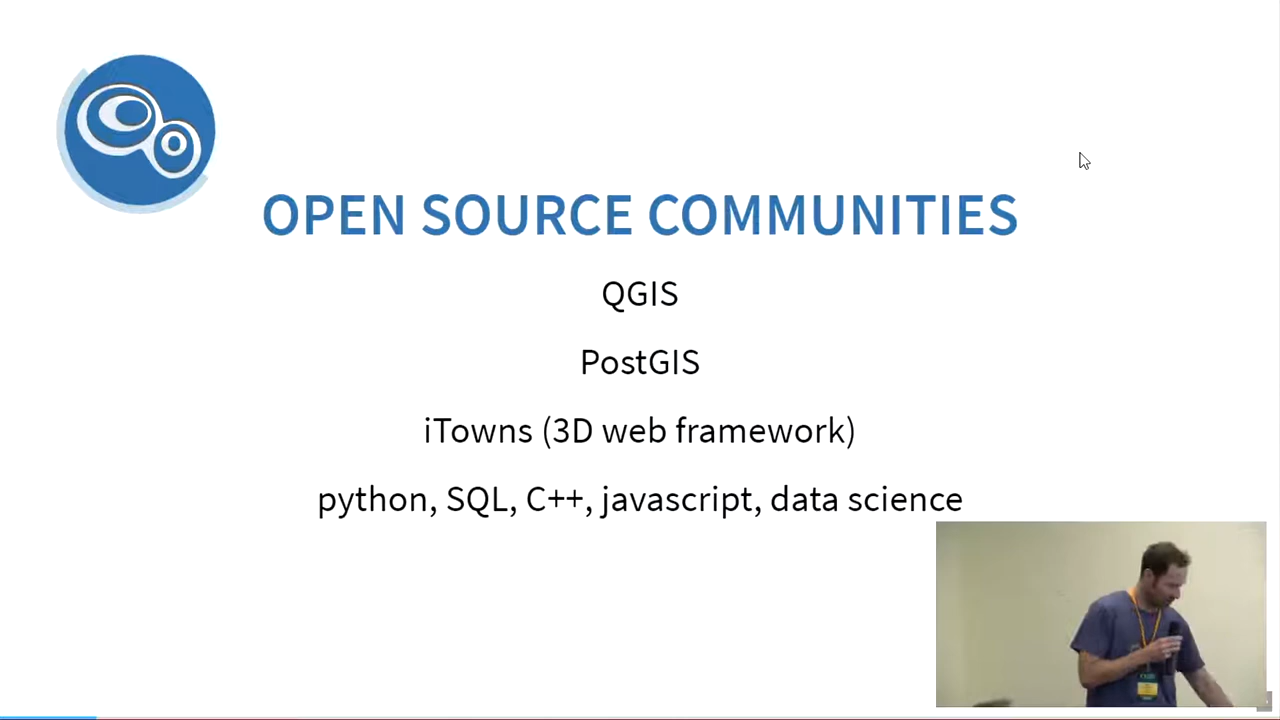 OPEN SOURCE COMMUNITIES
QGIS
PostGIS
iTowns (3D web framework)
python, SQL, C++, javascript, data science